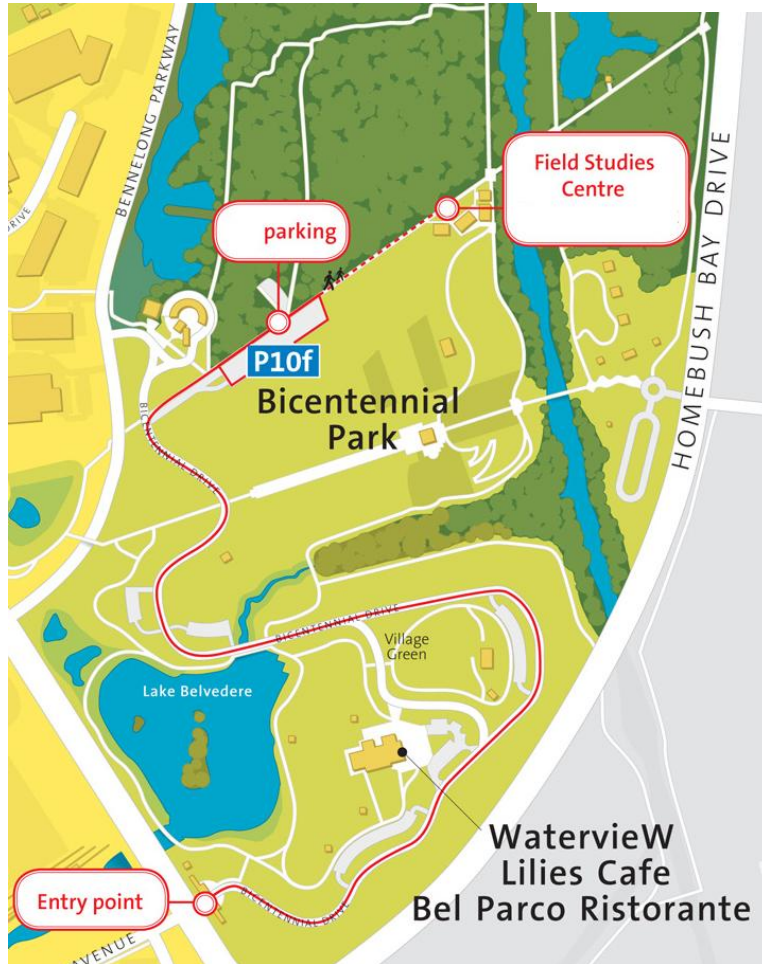 BENNELONG PARKWAY
DRIVE
Field Studies
Centre
parking
HOMEBUSH BAY DRIVE
P10f
Bicentennial
Park
BICENTENNIAL DRIVE
BICENTENNIAL DRIVE
Village
Green
Lake Belvedere
WatervieW
Lilies Cafe
Bel Parco Ristorante
Entry point
BICENTENNIAL DRIVE
AVENUE